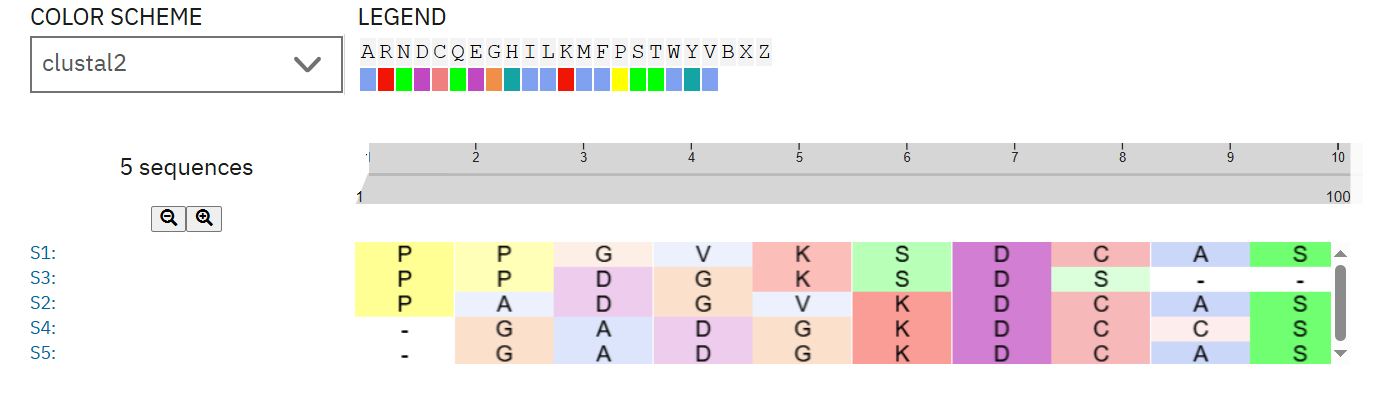 COLOR SCHEME LEGEND
clustal2
ARNDCQEGHILKMFPSTWYVBXZ
5 sequences
1 2 3 4 5 6 7 8 9 10
1 100
S1: P P G V K S D C A S
S3: P P D G K S D S - -
S2: P A D G V K D C A S
S4: - G A D G K D C C S
S5: - G A D G K D C A S